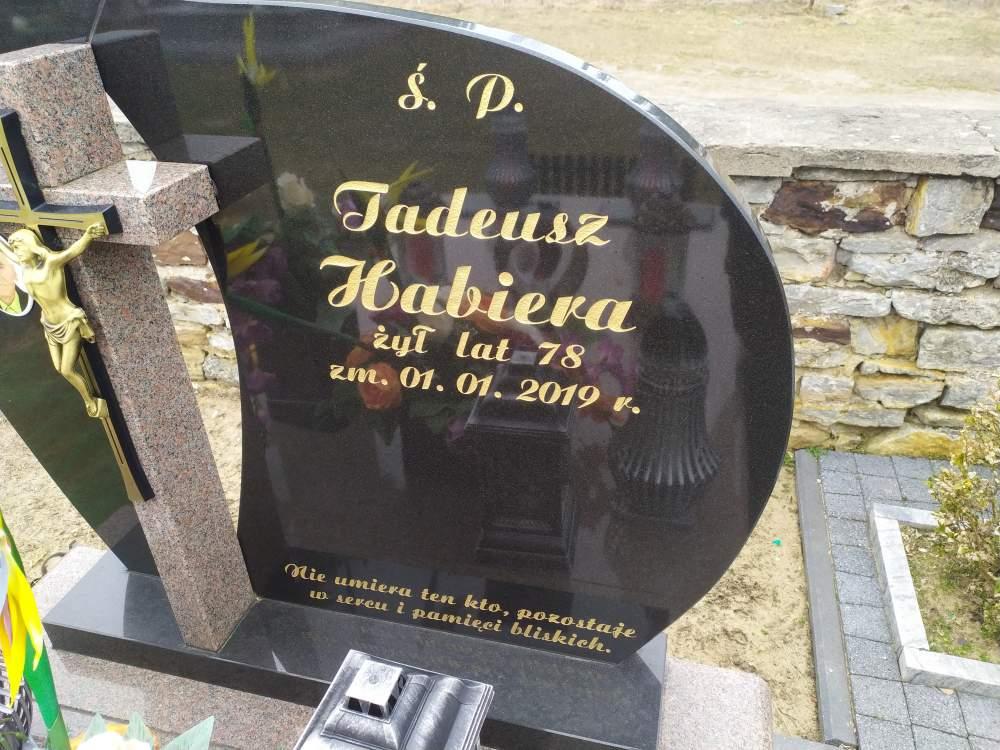 Ś. P.
Tadeusz
Habiera
żył lat 78
zm. 01. 01. 2019 r.
Nie umiera ten kto, pozostaje
w sercu i pamięci bliskich.